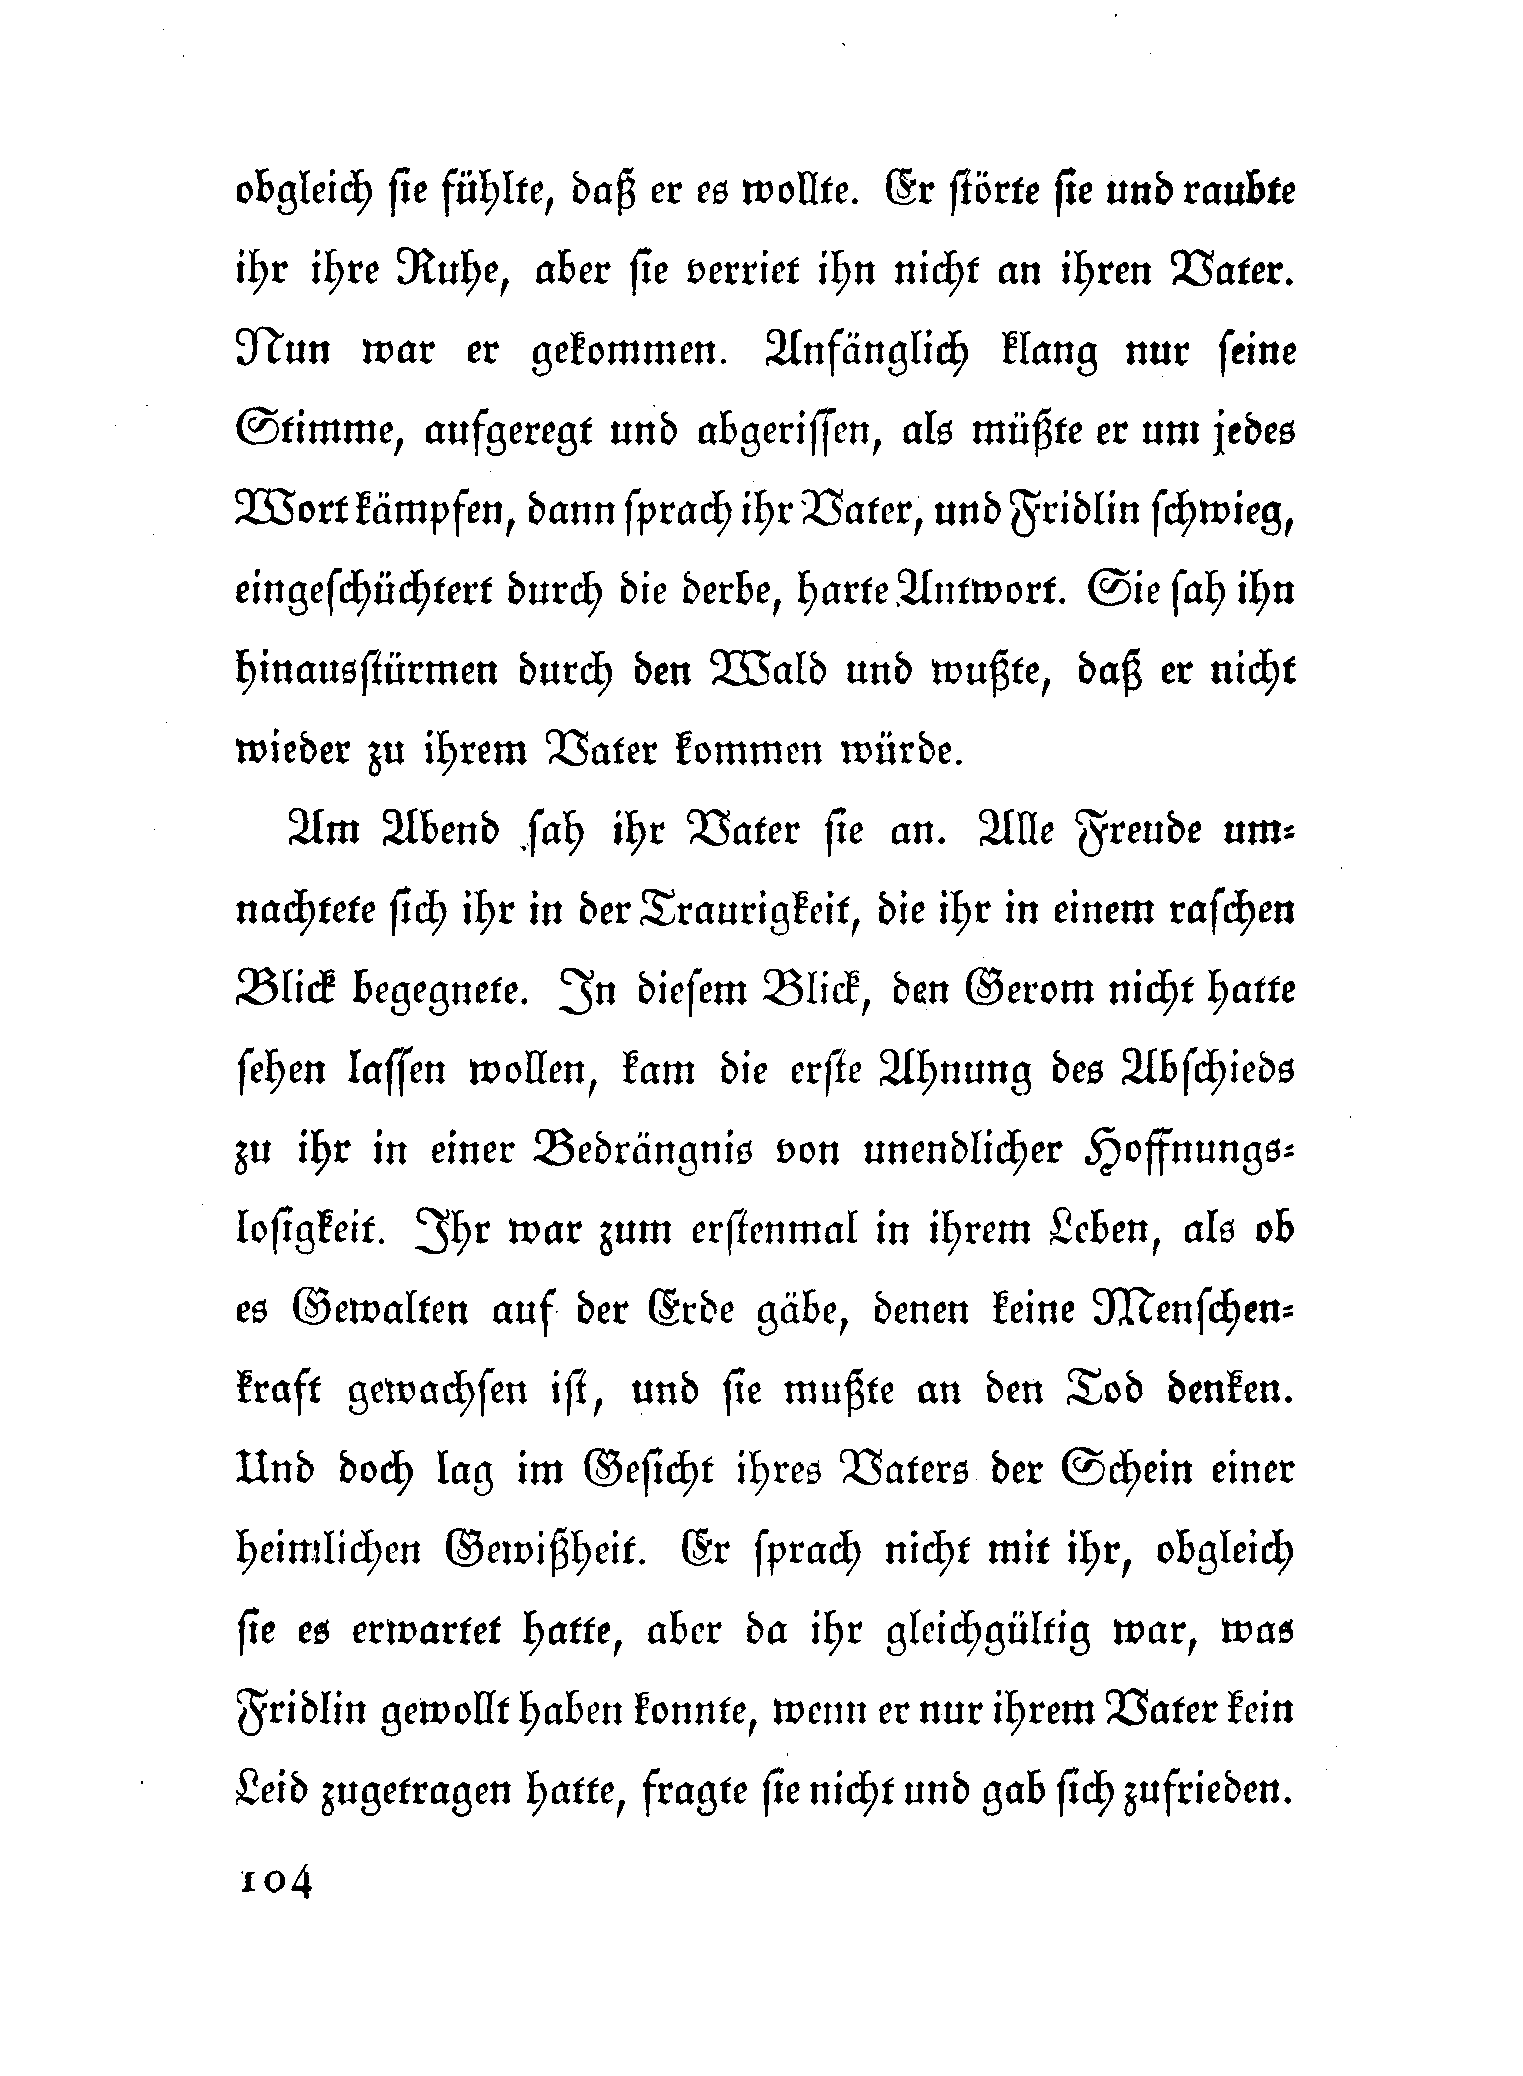 obgleich sie fühlte, daß er es wollte. Er störte sie und raubte
ihr ihre Ruhe, aber sie verriet ihn nicht an ihren Vater.
Nun war er gekommen. Anfänglich klang nur seine
Stimme, aufgeregt und abgerissen, als müßte er um jedes
Wort kämpfen, dann sprach ihr Vater, und Fridlin schwieg,
eingeschüchtert durch die derbe, harte Antwort. Sie sah ihn
hinausstürmen durch den Wald und wußte, daß er nicht
wieder zu ihrem Vater kommen würde.
Am Abend sah ihr Vater sie an. Alle Freude um-
nachtete sich ihr in der Traurigkeit, die ihr in einem raschen
Blick begegnete. In diesem Blick, den Gerom nicht hatte
sehen lassen wollen, kam die erste Ahnung des Abschieds
zu ihr in einer Bedrängnis von unendlicher Hoffnungs-
losigkeit. Ihr war zum erstenmal in ihrem Leben, als ob
es Gewalten auf der Erde gäbe, denen keine Menschen-
kraft gewachsen ist, und sie mußte an den Tod denken.
Und doch lag im Gesicht ihres Vaters der Schein einer
heimlichen Gewißheit. Er sprach nicht mit ihr, obgleich
sie es erwartet hatte, aber da ihr gleichgültig war, was
Fridlin gewollt haben konnte, wenn er nur ihrem Vater kein
Leid zugetragen hatte, fragte sie nicht und gab sich zufrieden.
104